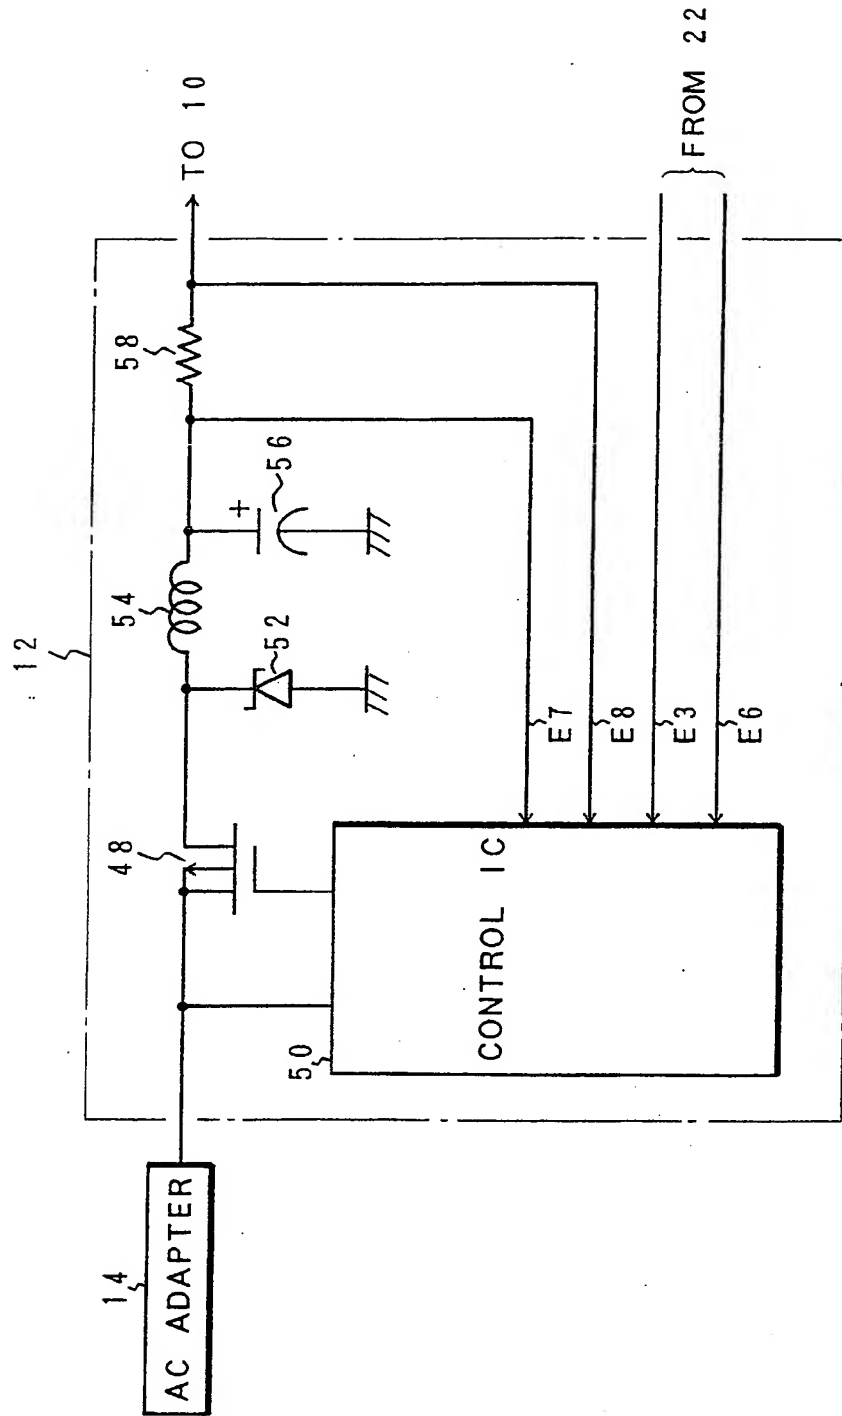 12
14
AC ADAPTER
48
54
58
TO 10
52
+
56
50
CONTROL IC
E7
E8
E3
E6
FROM 22